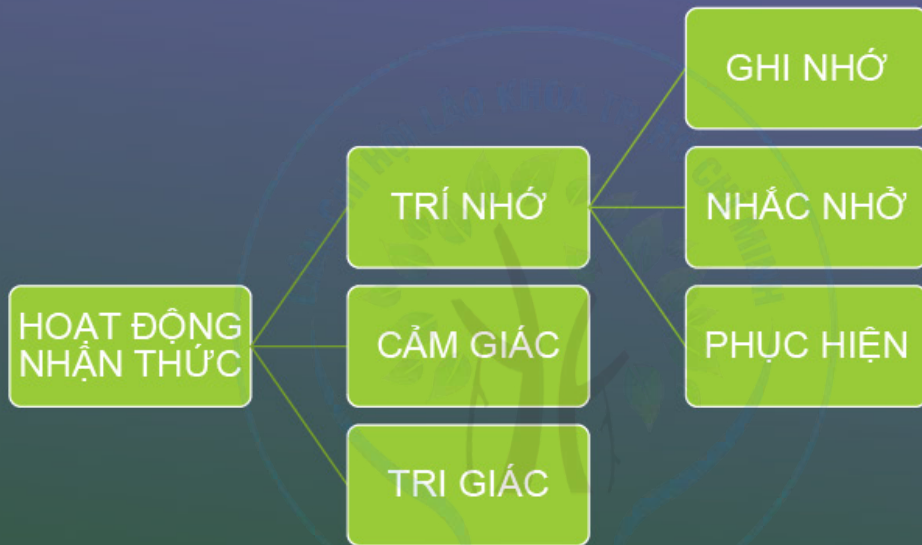 HOẠT ĐỘNG
NHẬN THỨC
TRÍ NHỚ
CẢM GIÁC
TRI GIÁC
GHI NHỚ
NHẮC NHỞ
PHỤC HIỆN